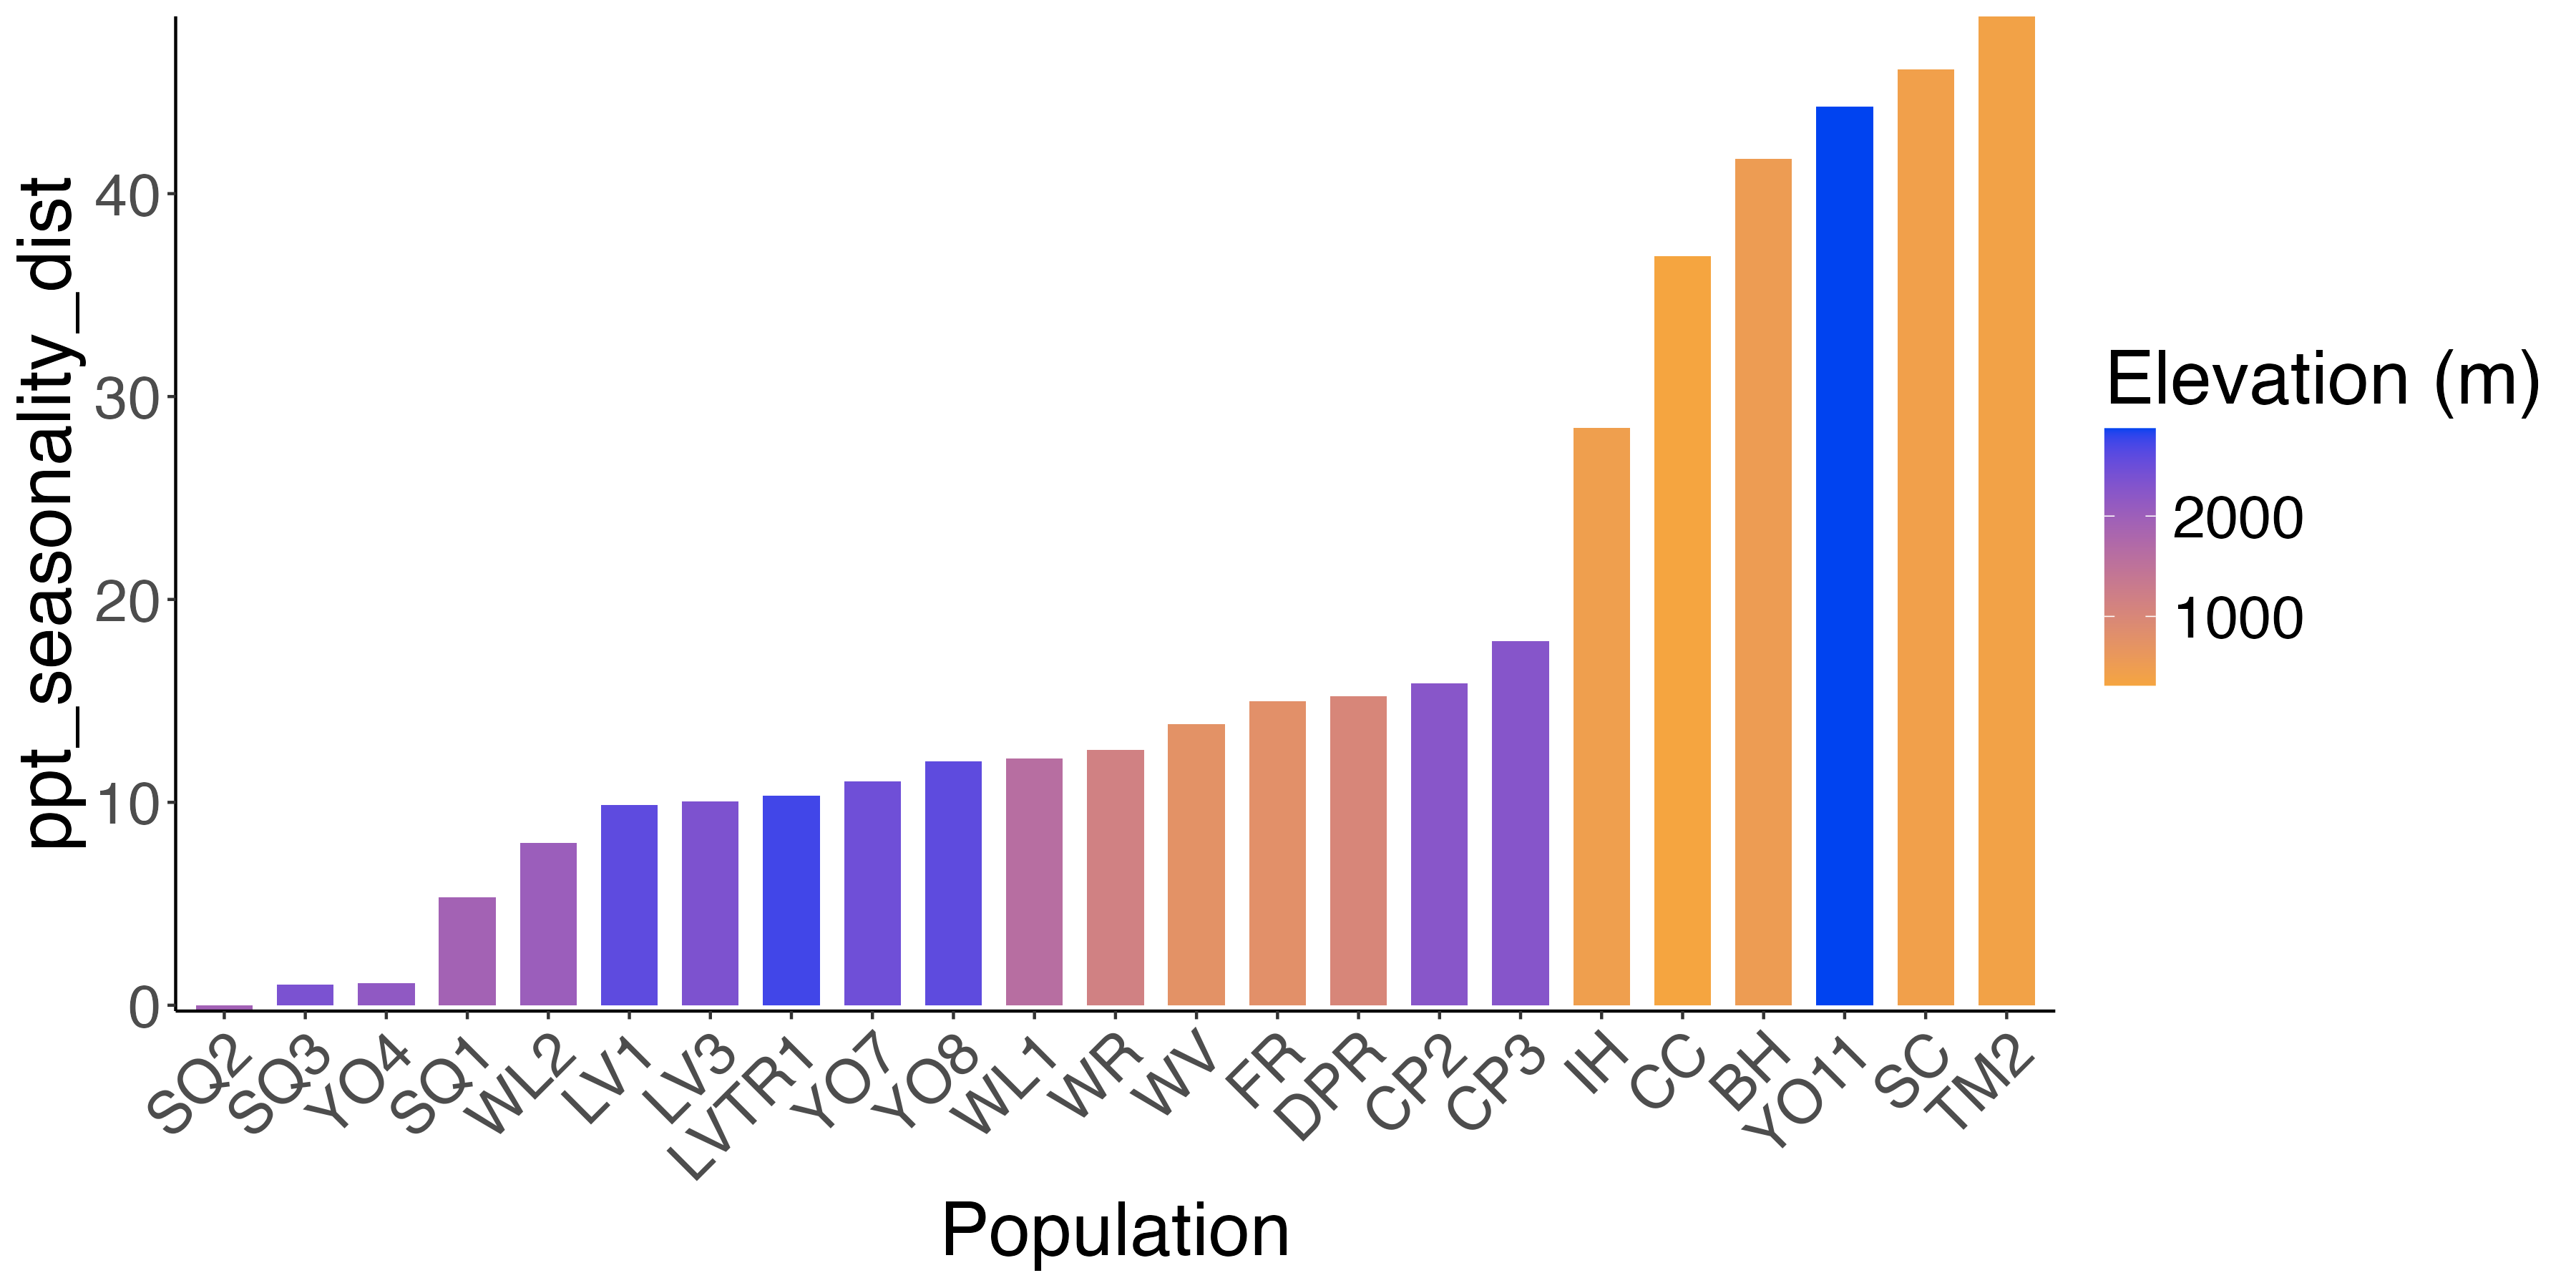 ppt_seasonality_dist
40
30
20
10
0
SQ2
SQ3
YO4
SQ1
WL2
LV1
LV3
LVTR1
YO7
YO8
WL1
WR
WV
FR
DPR
CP2
CP3
IH
CC
BH
YO11
SC
TM2
Population
Elevation (m)
2000
1000